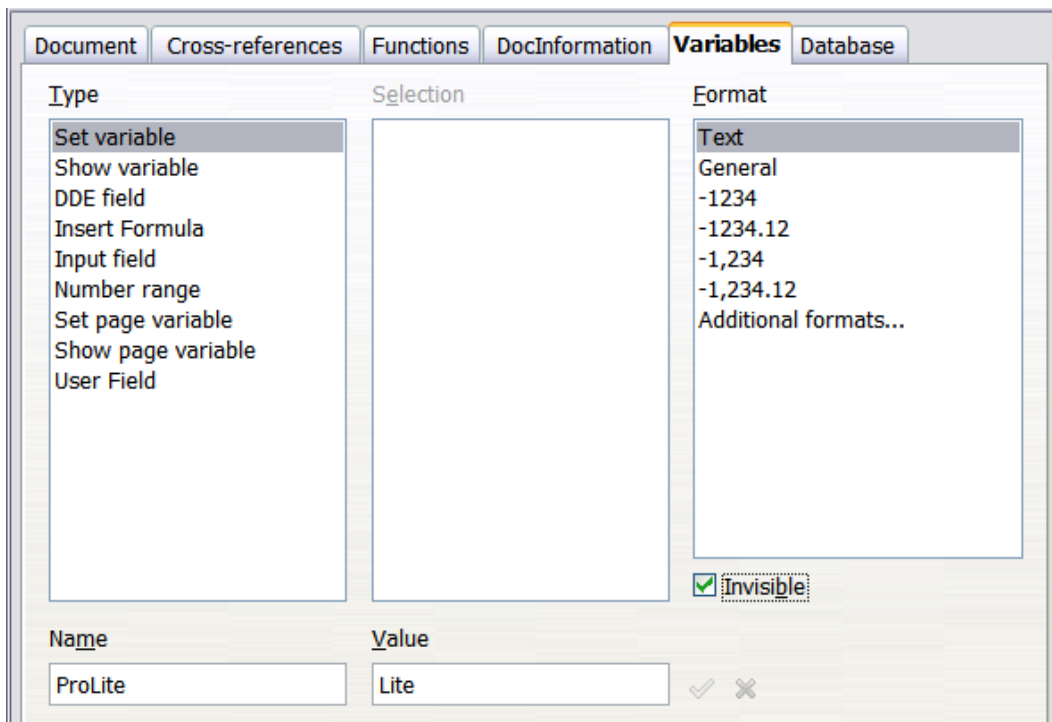 Document Cross-references Functions DocInformation Variables Database
Type Selection Format
Set variable
Show variable
DDE field
Insert Formula
Input field
Number range
Set page variable
Show page variable
User Field
Text
General
-1234
-1234.12
-1,234
-1,234.12
Additional formats...
Invisible
Name Value
ProLite Lite